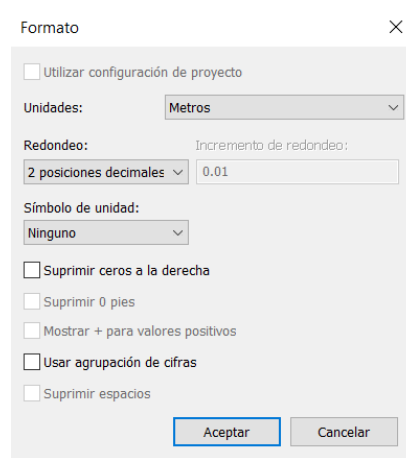 Formato
Utilizar configuración de proyecto
Unidades: Metros
Redondeo: Incremento de redondeo:
2 posiciones decimales 0.01
Símbolo de unidad:
Ninguno
Suprimir ceros a la derecha
Suprimir 0 pies
Mostrar + para valores positivos
Usar agrupación de cifras
Suprimir espacios
Aceptar Cancelar